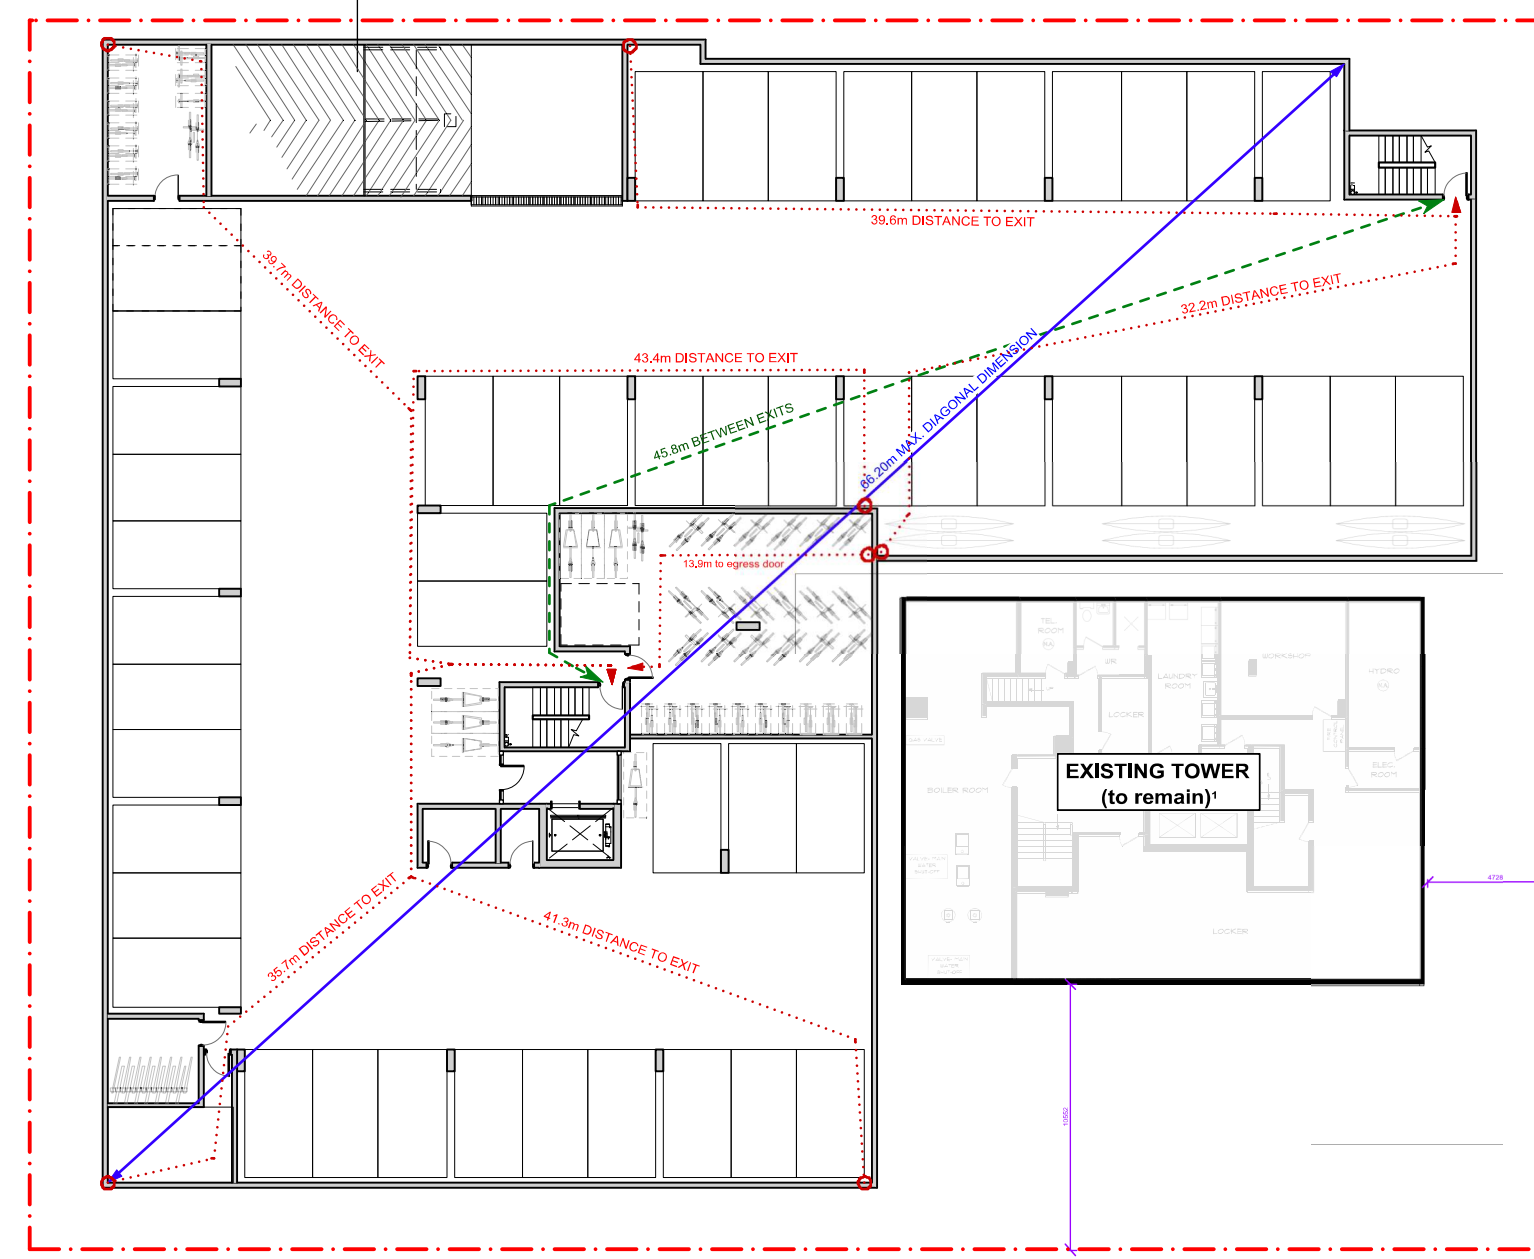 39.6m DISTANCE TO EXIT
39.7m DISTANCE TO EXIT
32.2m DISTANCE TO EXIT
43.4m DISTANCE TO EXIT
66.20m MAX. DIAGONAL DIMENSION
45.8m BETWEEN EXITS
13.9m to egress door
TEL.
ROOM
W/R
LAUNDRY
ROOM
WORKSHOP
HYDRO
LOCKER
GAS VALVE
EXISTING TOWER
(to remain)¹
ELEC.
ROOM
BOILER ROOM
4728
35.7m DISTANCE TO EXIT
41.3m DISTANCE TO EXIT
LOCKER
10552